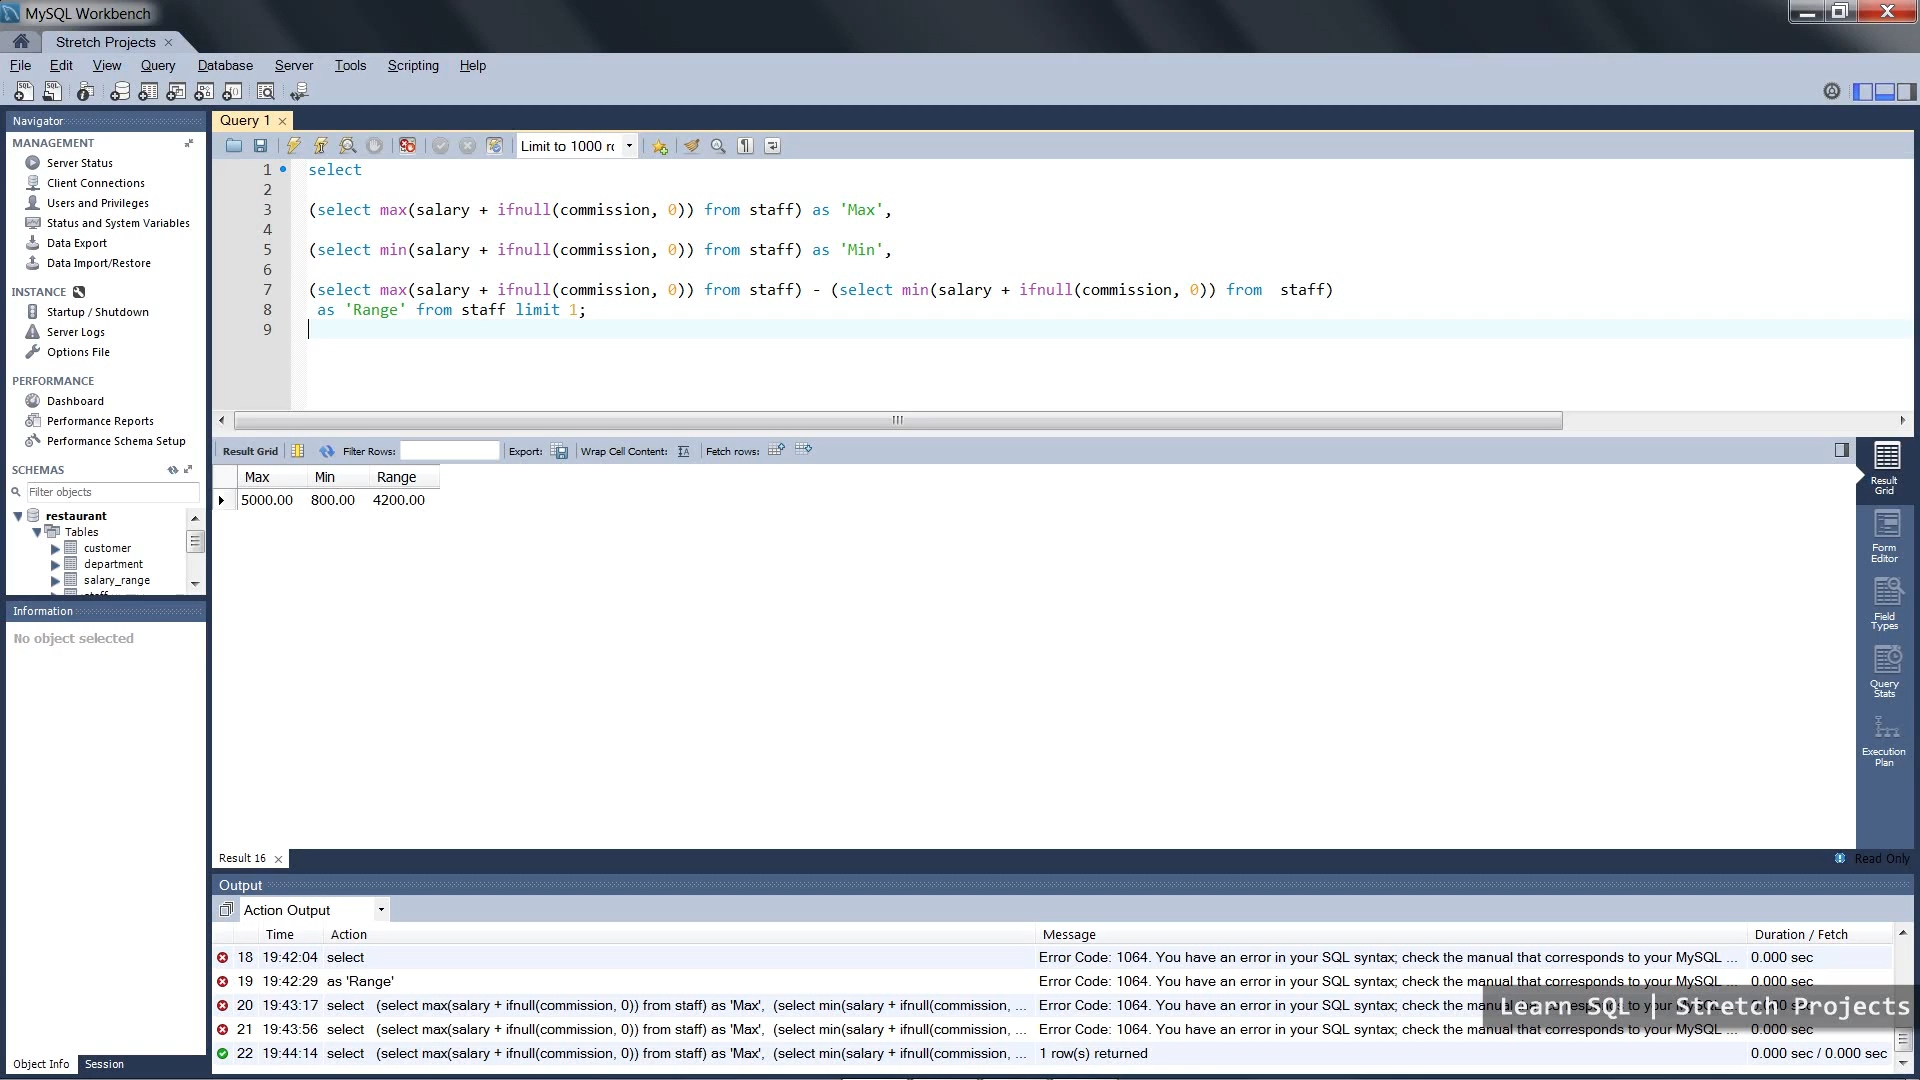 MySQL Workbench
Stretch Projects
File Edit View Query Database Server Tools Scripting Help
Navigator
MANAGEMENT
Server Status
Client Connections
Users and Privileges
Status and System Variables
Data Export
Data Import/Restore
INSTANCE
Startup / Shutdown
Server Logs
Options File
PERFORMANCE
Dashboard
Performance Reports
Performance Schema Setup
SCHEMAS
Filter objects
restaurant
Tables
customer
department
salary_range
Information
No object selected
Object Info Session
Query 1
Limit to 1000 rc
1 select
2
3 (select max(salary + ifnull(commission, 0)) from staff) as 'Max',
4
5 (select min(salary + ifnull(commission, 0)) from staff) as 'Min',
6
7 (select max(salary + ifnull(commission, 0)) from staff) - (select min(salary + ifnull(commission, 0)) from  staff)
8 as 'Range' from staff limit 1;
9
Result Grid Filter Rows: Export: Wrap Cell Content: Fetch rows:
Max Min Range
5000.00 800.00 4200.00
Result Grid
Form Editor
Field Types
Query Stats
Execution Plan
Result 16
Read Only
Output
Action Output
Time Action Message Duration / Fetch
18 19:42:04 select Error Code: 1064. You have an error in your SQL syntax; check the manual that corresponds to your MySQL ... 0.000 sec
19 19:42:29 as 'Range' Error Code: 1064. You have an error in your SQL syntax; check the manual that corresponds to your MySQL ... 0.000 sec
20 19:43:17 select (select max(salary + ifnull(commission, 0)) from staff) as 'Max', (select min(salary + ifnull(commission, ... Error Code: 1064. You have an error in your SQL syntax; check the manual that corresponds to your MySQL ... 0.000 sec
21 19:43:56 select (select max(salary + ifnull(commission, 0)) from staff) as 'Max', (select min(salary + ifnull(commission, ... Error Code: 1064. You have an error in your SQL syntax; check the manual that corresponds to your MySQL ... 0.000 sec
22 19:44:14 select (select max(salary + ifnull(commission, 0)) from staff) as 'Max', (select min(salary + ifnull(commission, ... 1 row(s) returned 0.000 sec / 0.000 sec
Learn SQL | Stretch Projects